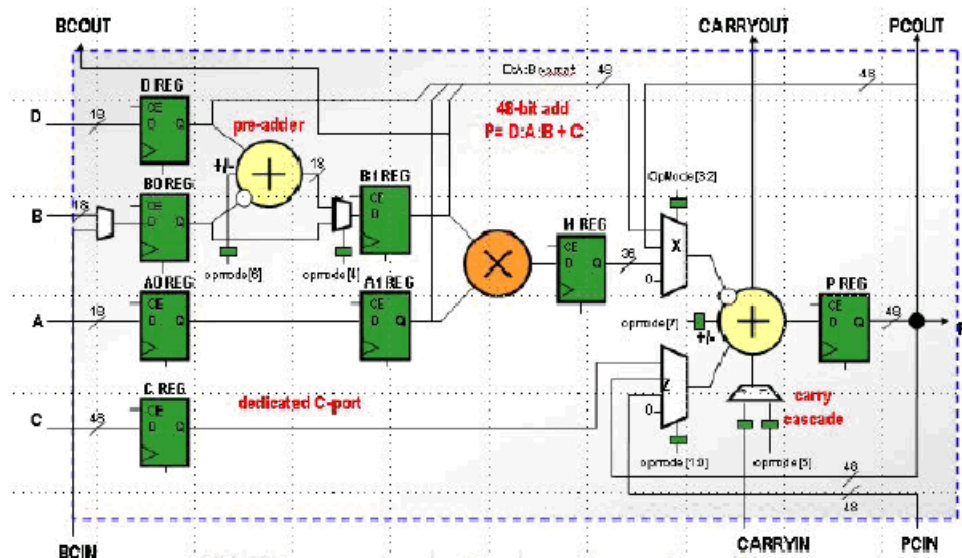 BCOUT
CARRYOUT
PCOUT
D:A:B concat
48
48
D REG
D
18
CE
D Q
pre-adder
48-bit add
P= D:A:B + C
+/-
18
B0 REG
B1 REG
OpMode[3:2]
B
18
CE
D Q
CE
D
X
M REG
CE
D Q
36
X
0
opmode[6]
opmode[4]
A0 REG
A1 REG
P REG
A
18
CE
D Q
CE
D Q
opmode[7]
+/-
CE
D Q
48
P
C REG
C
48
CE
D Q
dedicated C-port
Z
0
carry
cascade
opmode[1:0]
opmode[5]
48
48
48
BCIN
CARRYIN
PCIN